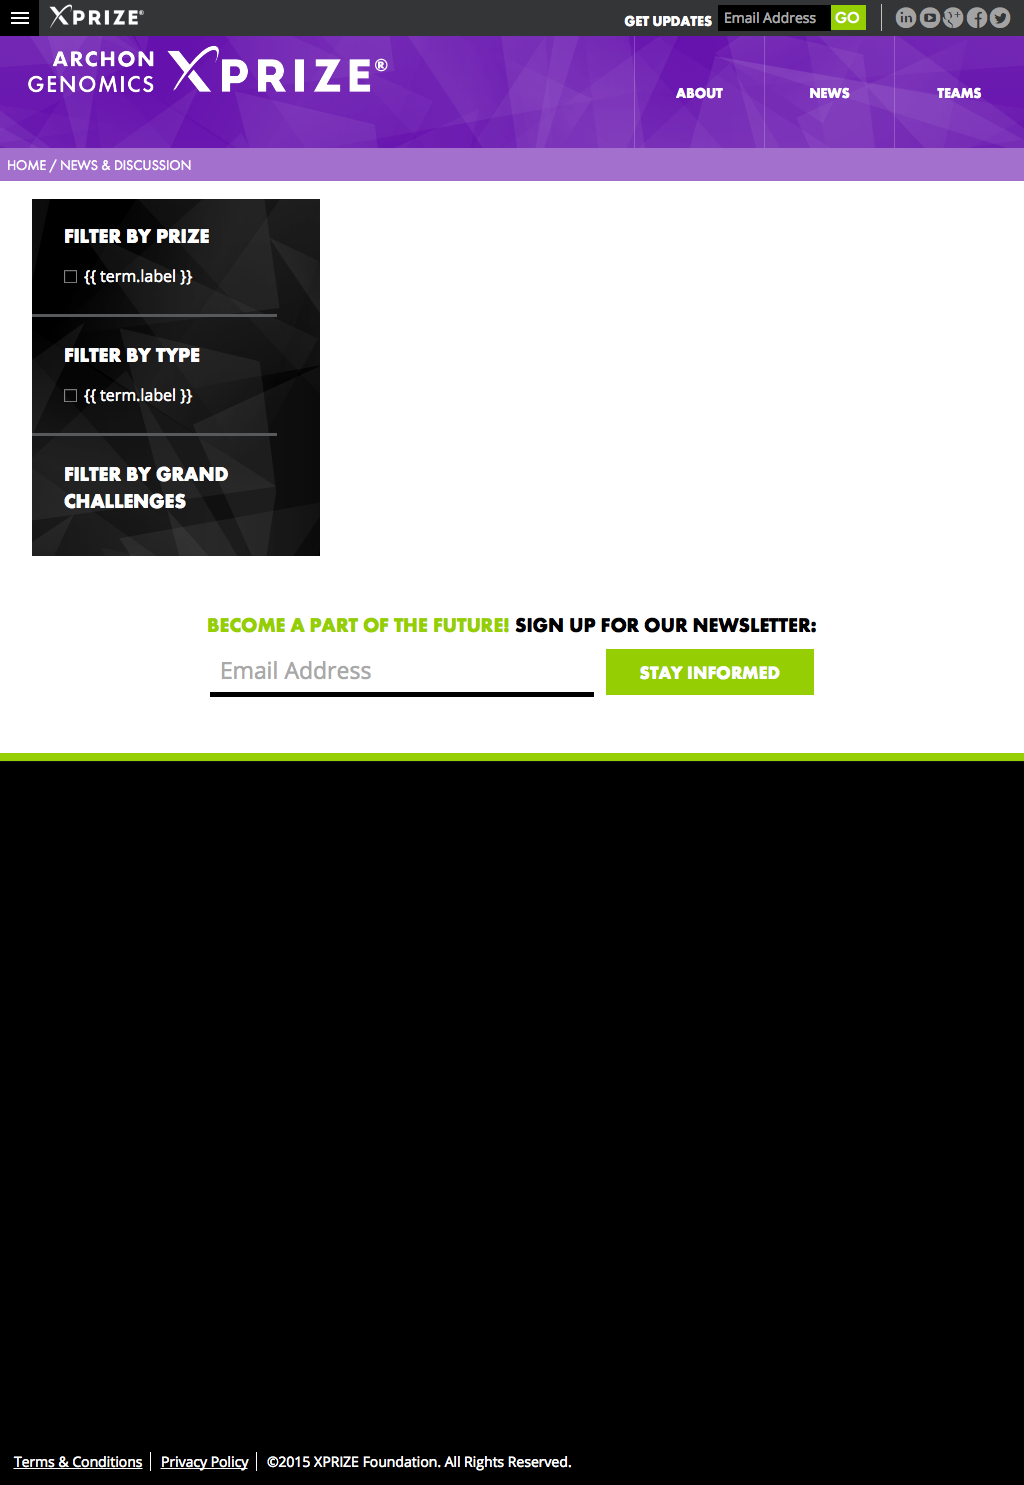 XPRIZE®
GET UPDATES Email Address GO
ARCHON
GENOMICS XPRIZE®
ABOUT NEWS TEAMS
HOME / NEWS & DISCUSSION
FILTER BY PRIZE
{{ term.label }}
FILTER BY TYPE
{{ term.label }}
FILTER BY GRAND
CHALLENGES
BECOME A PART OF THE FUTURE! SIGN UP FOR OUR NEWSLETTER:
Email Address STAY INFORMED
Terms & Conditions Privacy Policy ©2015 XPRIZE Foundation. All Rights Reserved.